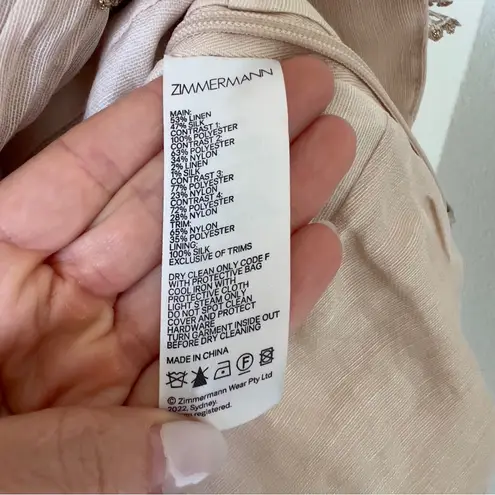 ZIMMERMANN
MAIN:
53% LINEN
47% SILK
CONTRAST 1:
100% POLYESTER
CONTRAST 2:
63% POLYESTER
34% NYLON
2% LINEN
1% SILK
CONTRAST 3:
77% POLYESTER
23% NYLON
CONTRAST 4:
72% POLYESTER
28% NYLON
TRIM:
65% NYLON
35% POLYESTER
LINING:
100% SILK
EXCLUSIVE OF TRIMS
DRY CLEAN ONLY CODE F
WITH PROTECTIVE BAG
COOL IRON WITH
PROTECTIVE CLOTH
LIGHT STEAM ONLY
DO NOT SPOT CLEAN
COVER AND PROTECT
HARDWARE
TURN GARMENT INSIDE OUT
BEFORE DRY CLEANING
MADE IN CHINA
F
© Zimmermann Wear Pty Ltd
2022, Sydney.
registered.